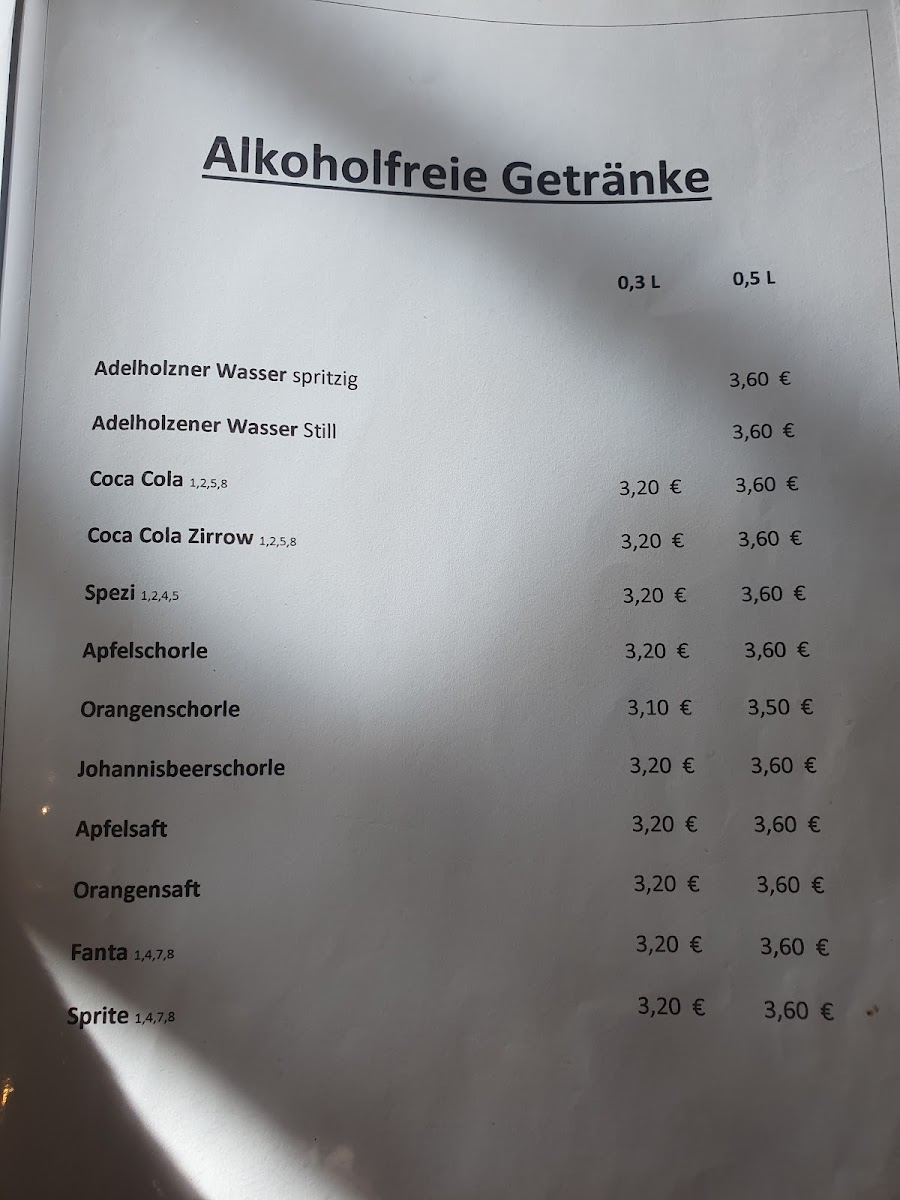 Alkoholfreie Getränke
0,3 L 0,5 L
Adelholzner Wasser spritzig 3,60 €
Adelholzener Wasser Still 3,60 €
Coca Cola 1,2,5,8 3,20 € 3,60 €
Coca Cola Zirrow 1,2,5,8 3,20 € 3,60 €
Spezi 1,2,4,5 3,20 € 3,60 €
Apfelschorle 3,20 € 3,60 €
Orangenschorle 3,10 € 3,50 €
Johannisbeerschorle 3,20 € 3,60 €
Apfelsaft 3,20 € 3,60 €
Orangensaft 3,20 € 3,60 €
Fanta 1,4,7,8 3,20 € 3,60 €
Sprite 1,4,7,8 3,20 € 3,60 €